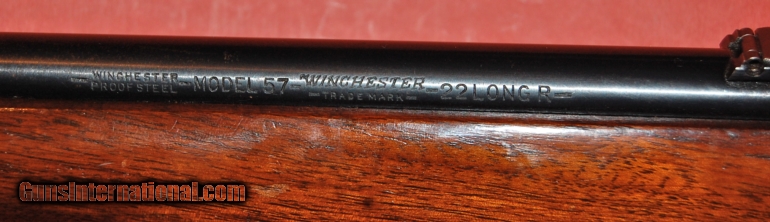 WINCHESTER
PROOF STEEL
-MODEL 57-
WINCHESTER
-TRADE MARK-
-22 LONG R-
GunsInternational.com